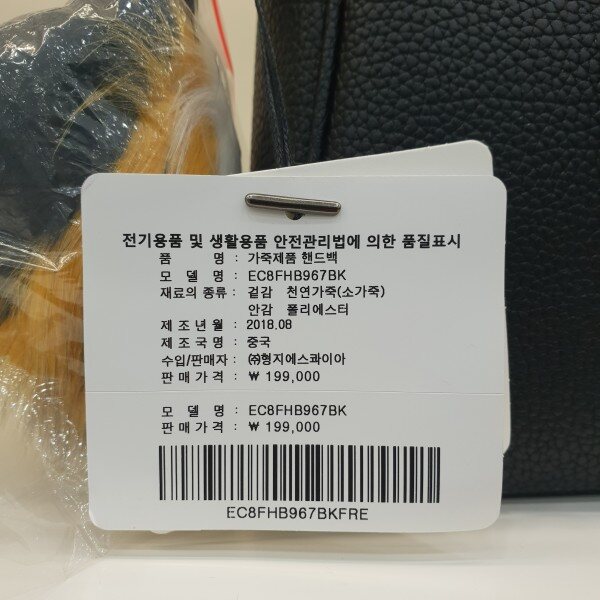 전기용품 및 생활용품 안전관리법에 의한 품질표시
품 명 : 가죽제품 핸드백
모 델 명 : EC8FHB967BK
재료의 종류 : 겉감 천연가죽(소가죽)
안감 폴리에스터
제 조 년 월 : 2018.08
제 조 국 명 : 중국
수입/판매자 : ㈜형지에스콰이아
판 매 가 격 : ₩ 199,000
모 델 명 : EC8FHB967BK
판 매 가 격 : ₩ 199,000
EC8FHB967BKFRE